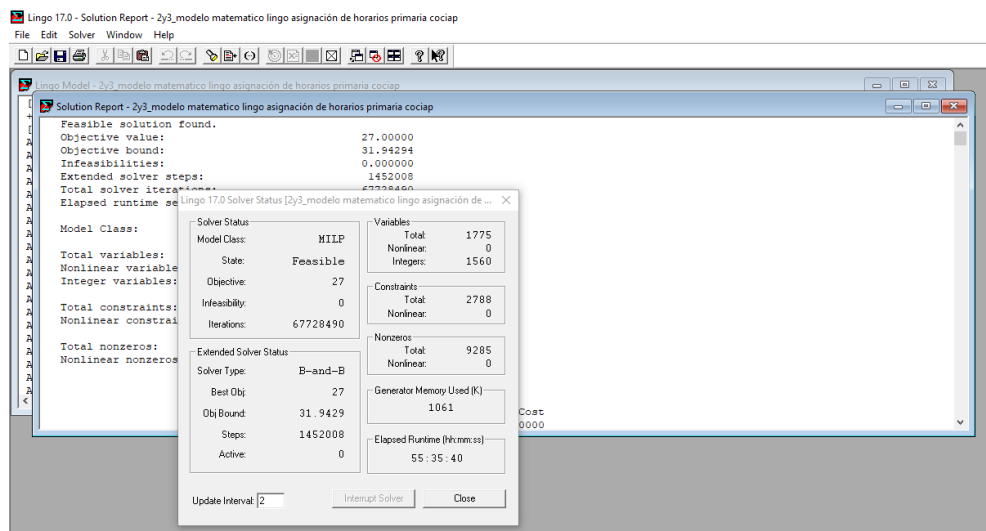 Lingo 17.0 - Solution Report - 2y3_modelo matematico lingo asignación de horarios primaria cociap
File Edit Solver Window Help
Lingo Model - 2y3_modelo matematico lingo asignación de horarios primaria cociap
Solution Report - 2y3_modelo matematico lingo asignación de horarios primaria cociap
Feasible solution found.
Objective value: 27.00000
Objective bound: 31.94294
Infeasibilities: 0.000000
Extended solver steps: 1452008
Total solver iterations: 67728490
Elapsed runtime se
Model Class:
Total variables:
Nonlinear variable
Integer variables:
Total constraints:
Nonlinear constrai
Total nonzeros:
Nonlinear nonzeros
Cost
0000
Lingo 17.0 Solver Status [2y3_modelo matematico lingo asignación de ...
Solver Status
Model Class: MILP
State: Feasible
Objective: 27
Infeasibility: 0
Iterations: 67728490
Extended Solver Status
Solver Type: B-and-B
Best Obj: 27
Obj Bound: 31.9429
Steps: 1452008
Active: 0
Variables
Total: 1775
Nonlinear: 0
Integers: 1560
Constraints
Total: 2788
Nonlinear: 0
Nonzeros
Total: 9285
Nonlinear: 0
Generator Memory Used (K)
1061
Elapsed Runtime (hh:mm:ss)
55:35:40
Update Interval: 2
Interrupt Solver
Close